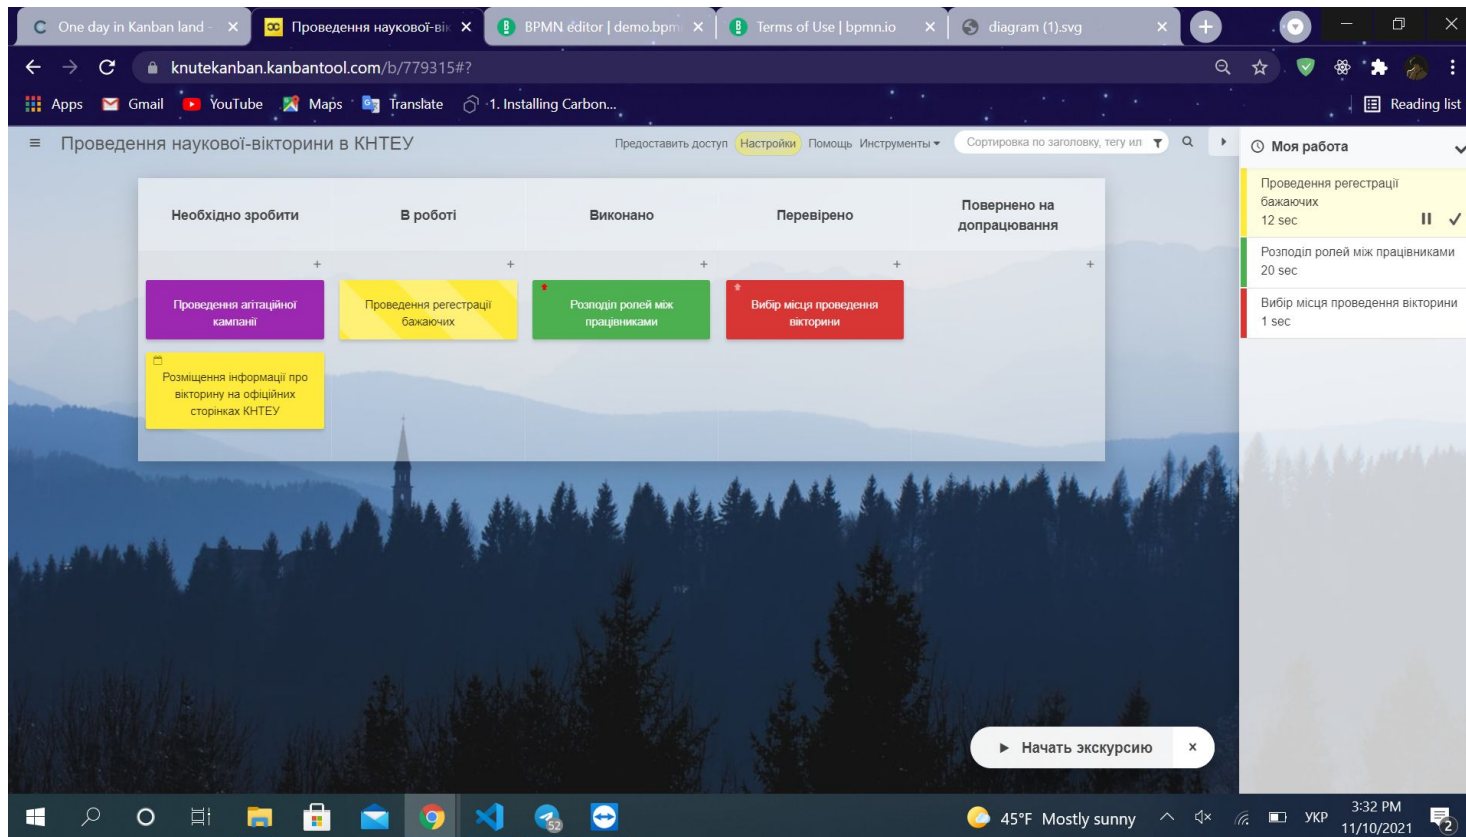 One day in Kanban land -
Проведення наукової-вік
BPMN editor | demo.bpm
Terms of Use | bpmn.io
diagram (1).svg
knutekanban.kanbantool.com/b/779315#?
Apps
Gmail
YouTube
Maps
Translate
1. Installing Carbon...
Reading list
Проведення наукової-вікторини в КНТЕУ
Предоставить доступ
Настройки
Помощь
Инструменты
Сортировка по заголовку, тегу ил
Необхідно зробити
В роботі
Виконано
Перевірено
Повернено на
допрацювання
Проведення агітаційної
кампанії
Розміщення інформації про
вікторину на офіційних
сторінках КНТЕУ
Проведення регестрації
бажаючих
Розподіл ролей між
працівниками
Вибір місця проведення
вікторини
Моя работа
Проведення регестрації
бажаючих
12 sec
Розподіл ролей між працівниками
20 sec
Вибір місця проведення вікторини
1 sec
Начать экскурсию
52
45°F Mostly sunny
УКР
3:32 PM
11/10/2021
2